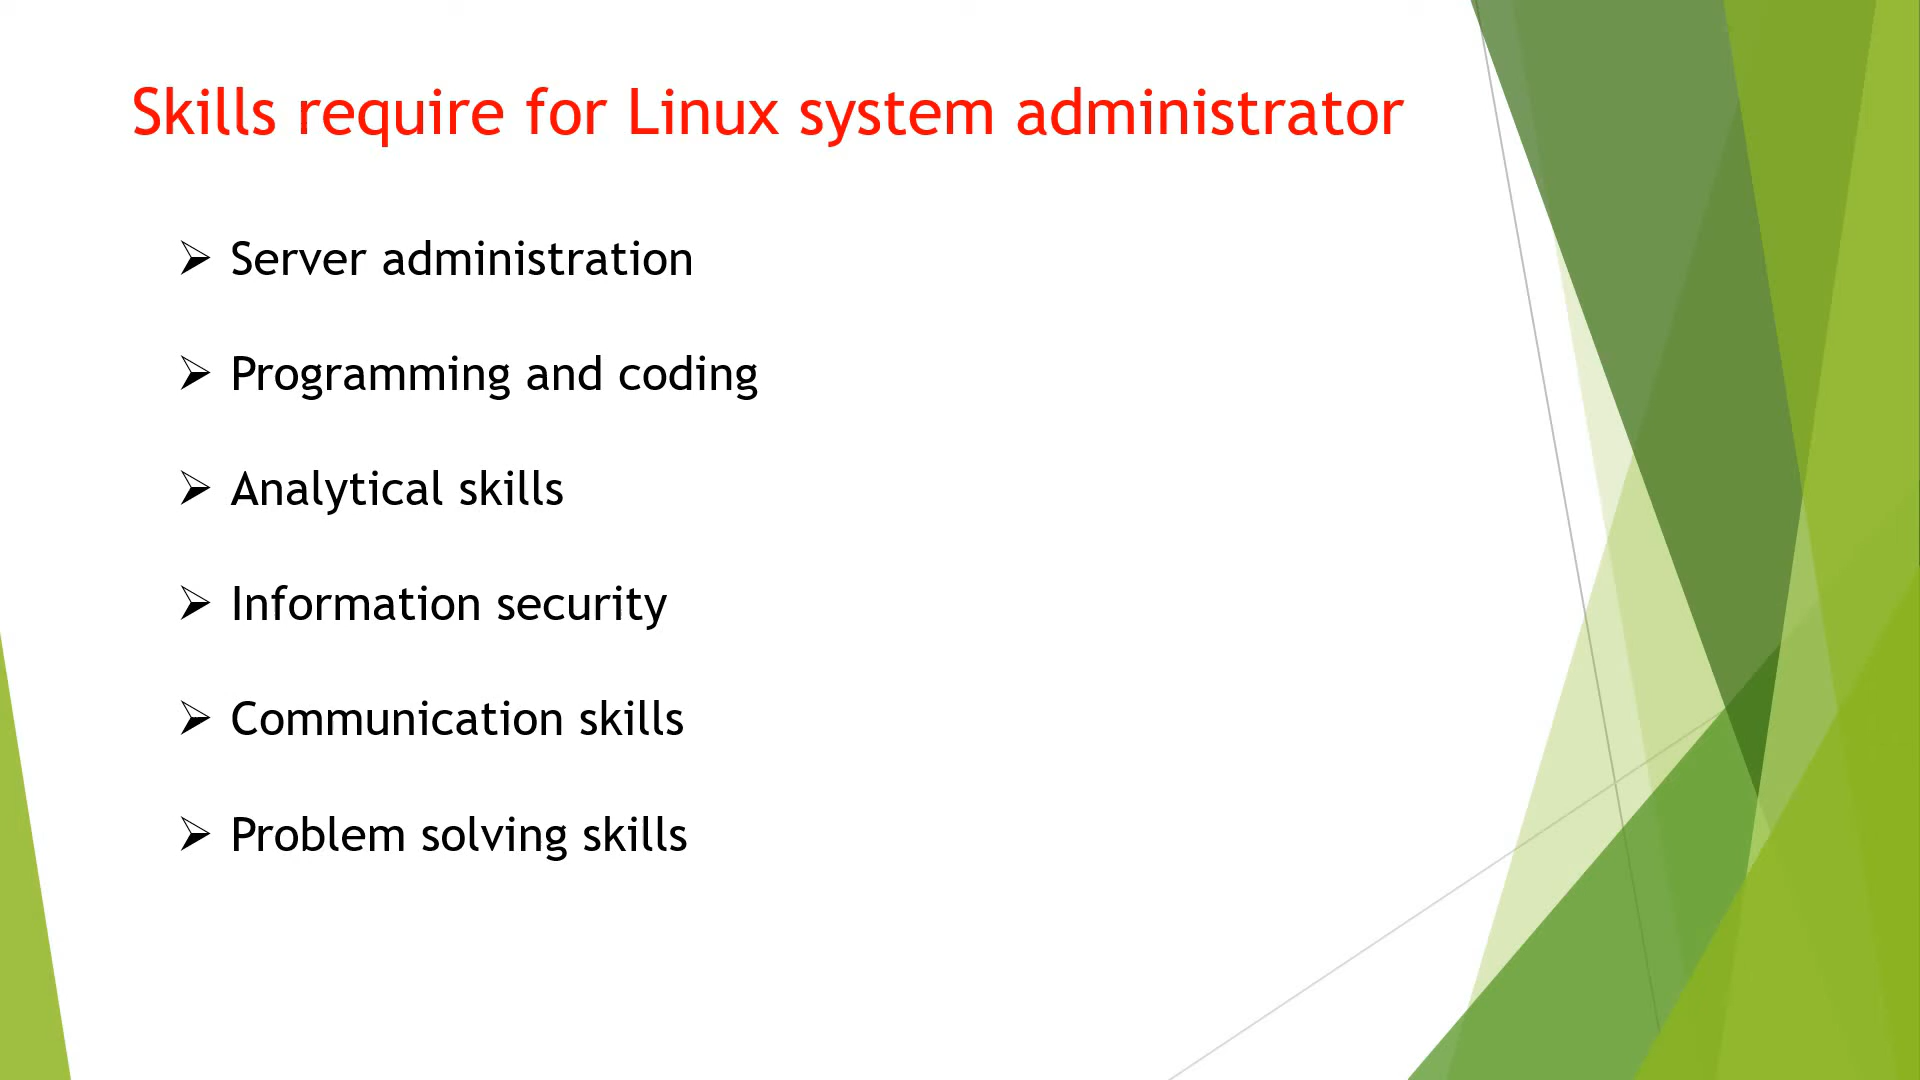 Skills require for Linux system administrator
➢ Server administration
➢ Programming and coding
➢ Analytical skills
➢ Information security
➢ Communication skills
➢ Problem solving skills